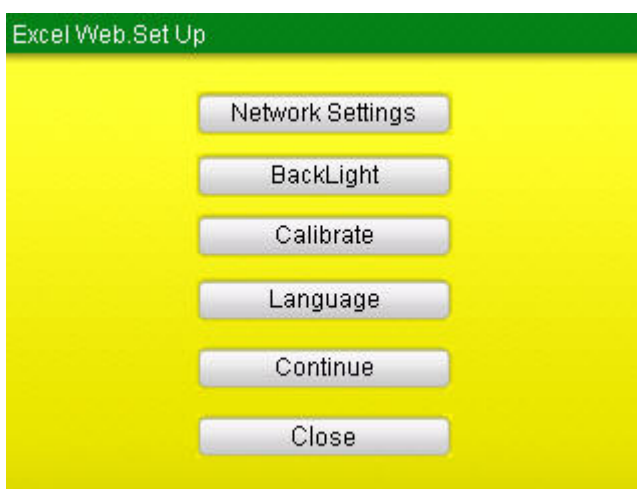 Excel Web.Set Up
Network Settings
BackLight
Calibrate
Language
Continue
Close